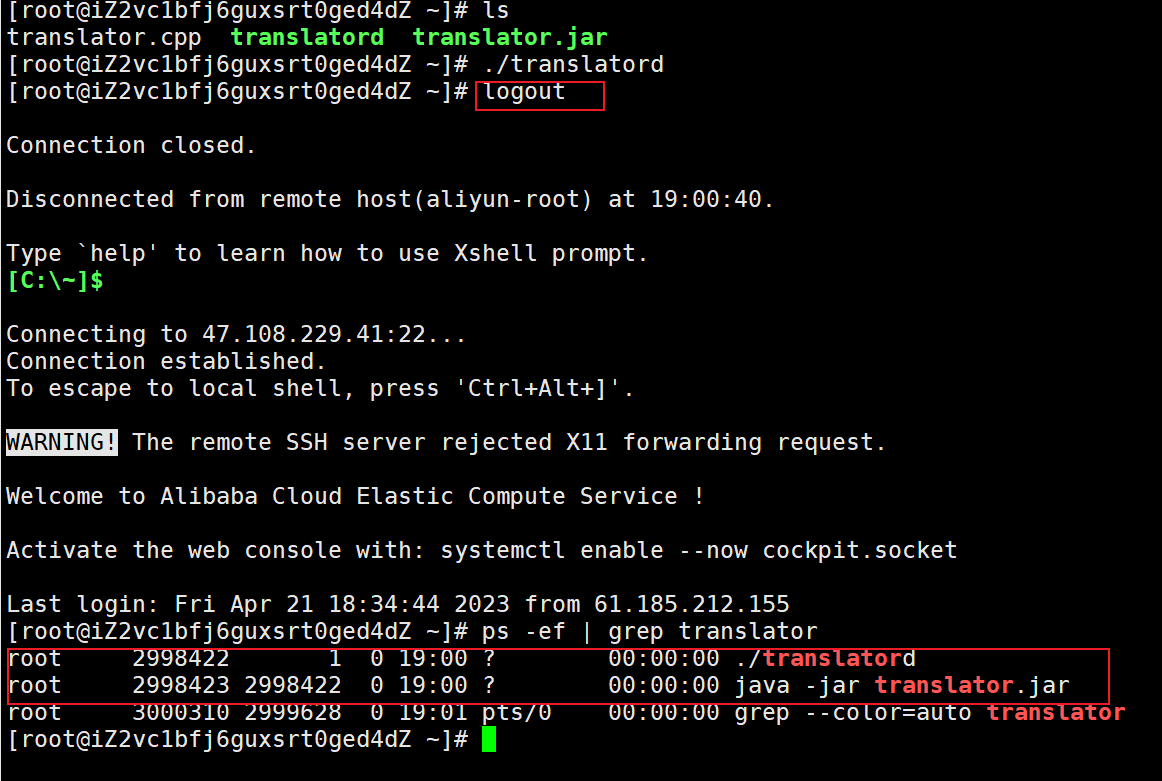 [root@iZ2vc1bfj6guxsrt0ged4dZ ~]# ls
translator.cpp  translatord  translator.jar
[root@iZ2vc1bfj6guxsrt0ged4dZ ~]# ./translatord
[root@iZ2vc1bfj6guxsrt0ged4dZ ~]# logout
Connection closed.
Disconnected from remote host(aliyun-root) at 19:00:40.
Type `help' to learn how to use Xshell prompt.
[C:\~]$
Connecting to 47.108.229.41:22...
Connection established.
To escape to local shell, press 'Ctrl+Alt+]'.
WARNING! The remote SSH server rejected X11 forwarding request.
Welcome to Alibaba Cloud Elastic Compute Service !
Activate the web console with: systemctl enable --now cockpit.socket
Last login: Fri Apr 21 18:34:44 2023 from 61.185.212.155
[root@iZ2vc1bfj6guxsrt0ged4dZ ~]# ps -ef | grep translator
root     2998422       1  0 19:00 ?        00:00:00 ./translatord
root     2998423 2998422  0 19:00 ?        00:00:00 java -jar translator.jar
root     3000310 2999628  0 19:01 pts/0    00:00:00 grep --color=auto translator
[root@iZ2vc1bfj6guxsrt0ged4dZ ~]#